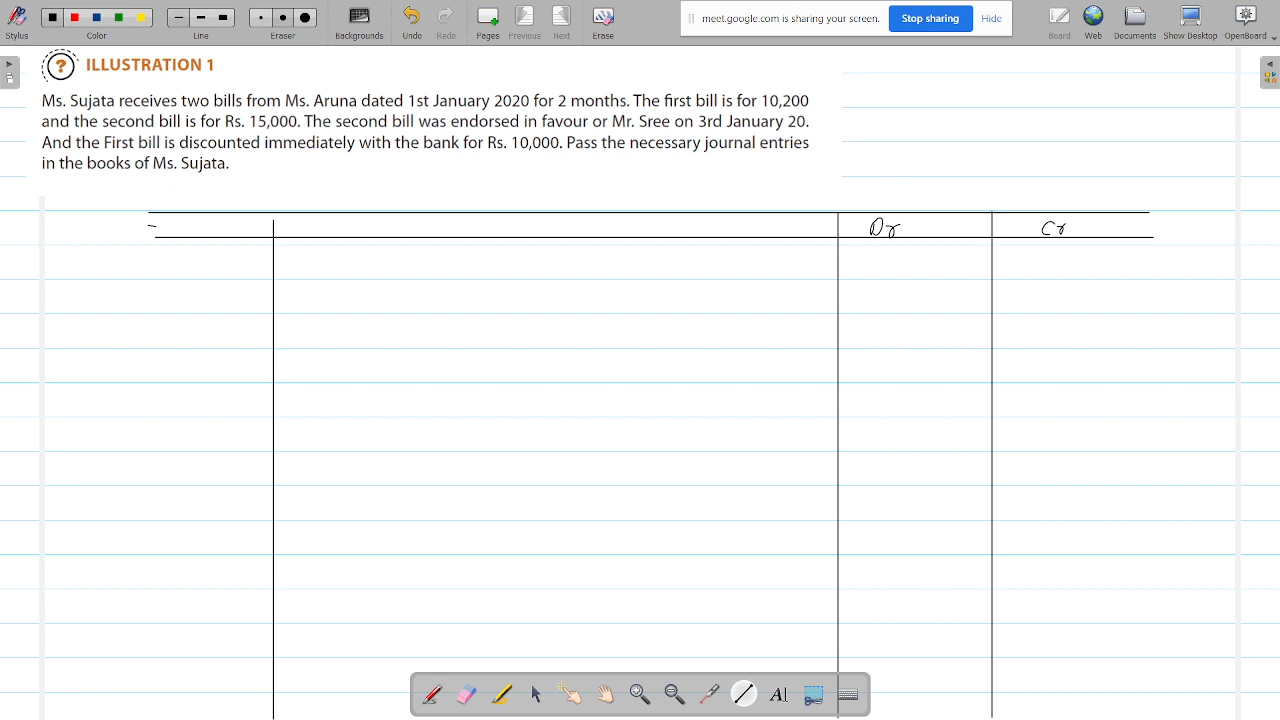 Stylus
Color
Line
Eraser
Backgrounds
Undo
Redo
Pages
Previous
Next
Erase
meet.google.com is sharing your screen.
Stop sharing
Hide
Board
Web
Documents
Show Desktop
OpenBoard
? ILLUSTRATION 1
Ms. Sujata receives two bills from Ms. Aruna dated 1st January 2020 for 2 months. The first bill is for 10,200
and the second bill is for Rs. 15,000. The second bill was endorsed in favour or Mr. Sree on 3rd January 20.
And the First bill is discounted immediately with the bank for Rs. 10,000. Pass the necessary journal entries
in the books of Ms. Sujata.
Dr
Cr
AI